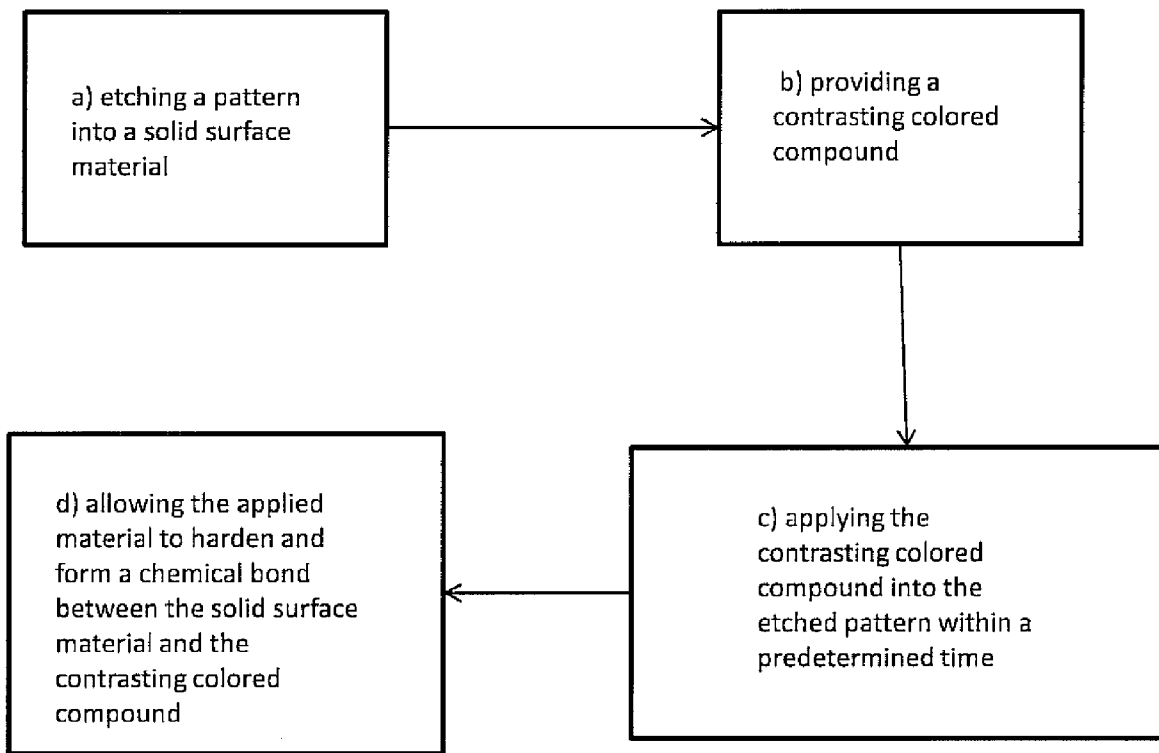 a) etching a pattern
into a solid surface
material
b) providing a
contrasting colored
compound
c) applying the
contrasting colored
compound into the
etched pattern within a
predetermined time
d) allowing the applied
material to harden and
form a chemical bond
between the solid surface
material and the
contrasting colored
compound